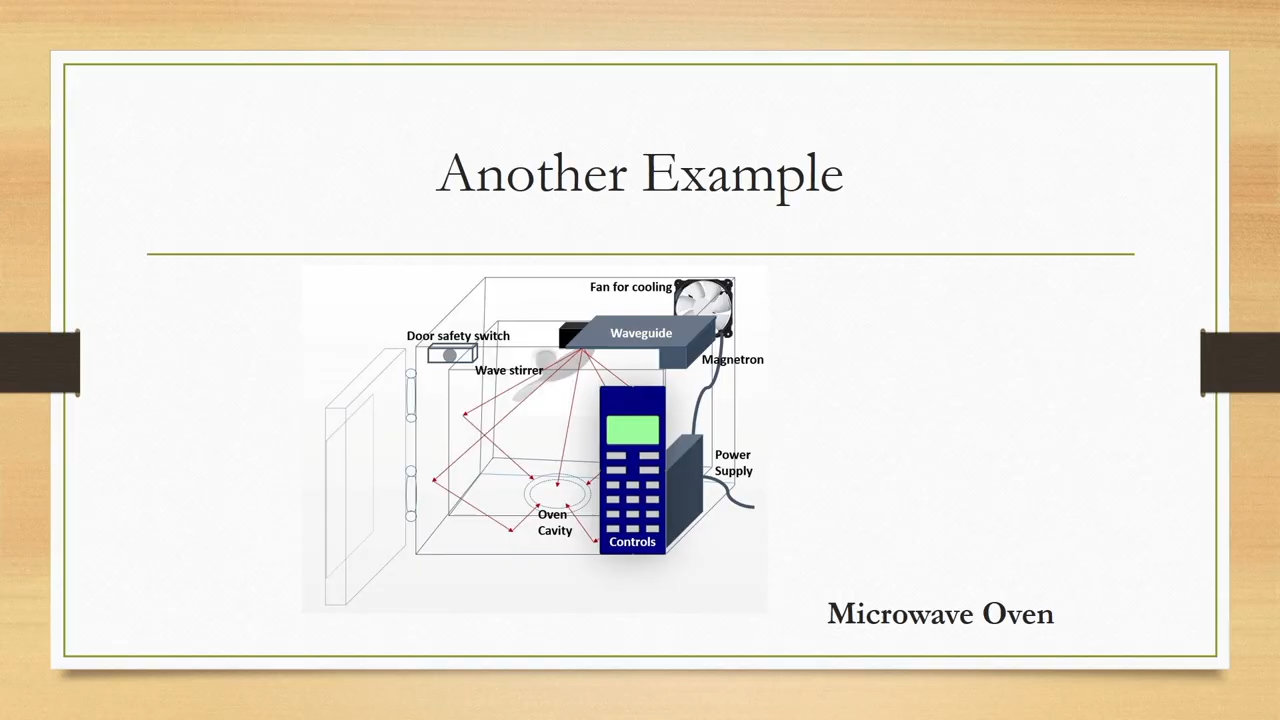 Another Example
Fan for cooling
Door safety switch
Waveguide
Magnetron
Wave stirrer
Power
Supply
Oven
Cavity
Controls
Microwave Oven